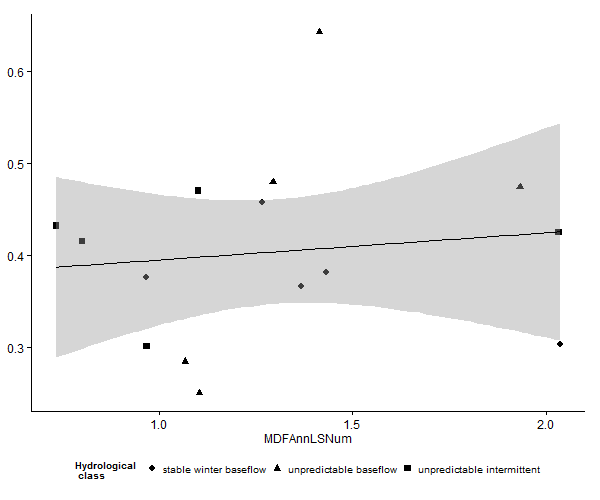 0.6
0.5
0.4
0.3
1.0 1.5 2.0
MDFAnnLSNum
Hydrological
class
stable winter baseflow unpredictable baseflow unpredictable intermittent